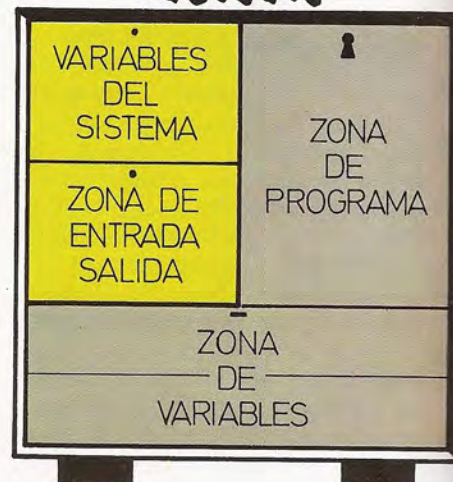 VARIABLES
DEL
SISTEMA
ZONA DE
ENTRADA
SALIDA
ZONA
DE
PROGRAMA
ZONA
DE
VARIABLES